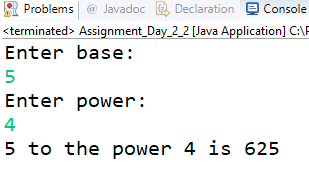 Problems @ Javadoc Declaration Console
<terminated> Assignment_Day_2_2 [Java Application] C:\
Enter base:
5
Enter power:
4
5 to the power 4 is 625